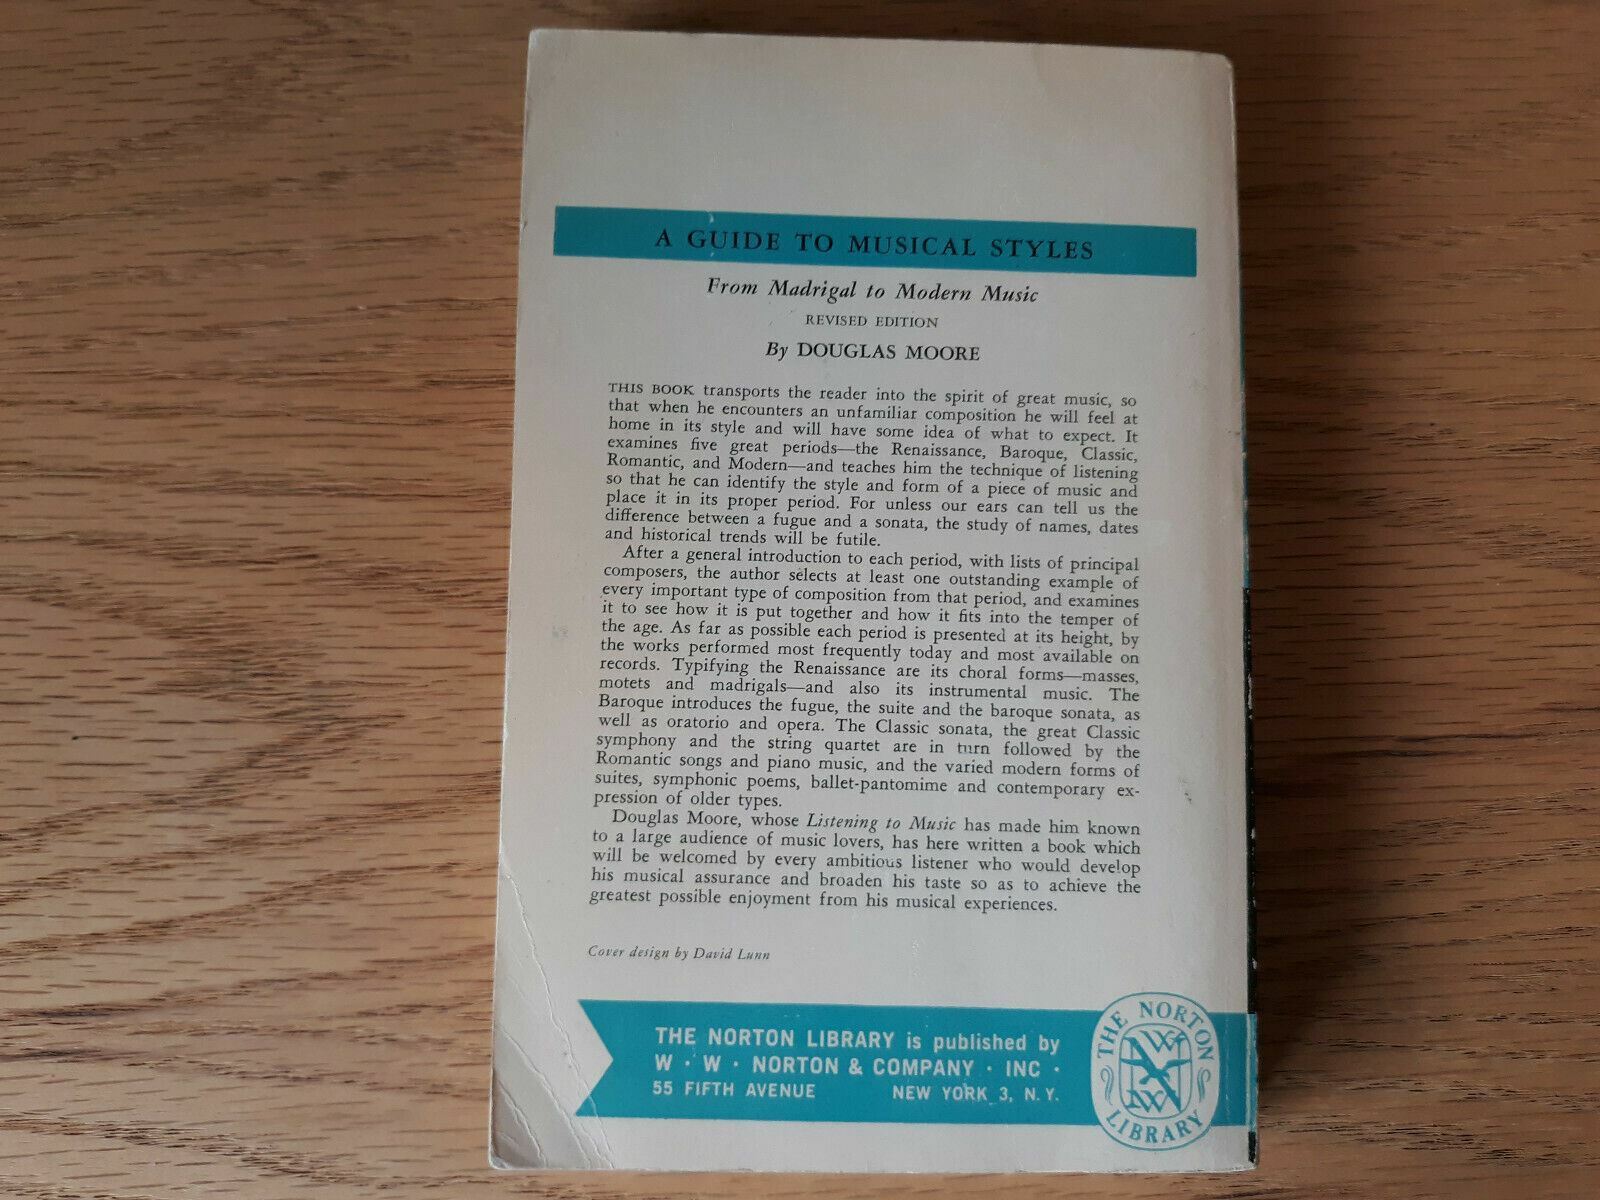 A GUIDE TO MUSICAL STYLES
From Madrigal to Modern Music
REVISED EDITION
By DOUGLAS MOORE
THIS BOOK transports the reader into the spirit of great music, so
that when he encounters an unfamiliar composition he will feel at
home in its style and will have some idea of what to expect. It
examines five great periods—the Renaissance, Baroque, Classic,
Romantic, and Modern—and teaches him the technique of listening
so that he can identify the style and form of a piece of music and
place it in its proper period. For unless our ears can tell us the
difference between a fugue and a sonata, the study of names, dates
and historical trends will be futile.
After a general introduction to each period, with lists of principal
composers, the author selects at least one outstanding example of
every important type of composition from that period, and examines
it to see how it is put together and how it fits into the temper of
the age. As far as possible each period is presented at its height, by
the works performed most frequently today and most available on
records. Typifying the Renaissance are its choral forms—masses,
motets and madrigals—and also its instrumental music. The
Baroque introduces the fugue, the suite and the baroque sonata, as
well as oratorio and opera. The Classic sonata, the great Classic
symphony and the string quartet are in turn followed by the
Romantic songs and piano music, and the varied modern forms of
suites, symphonic poems, ballet-pantomime and contemporary ex-
pression of older types.
Douglas Moore, whose Listening to Music has made him known
to a large audience of music lovers, has here written a book which
will be welcomed by every ambitious listener who would develop
his musical assurance and broaden his taste so as to achieve the
greatest possible enjoyment from his musical experiences.
Cover design by David Lunn
THE NORTON LIBRARY is published by
W · W · NORTON & COMPANY · INC ·
55 FIFTH AVENUE NEW YORK 3, N.Y.
THE NORTON
LIBRARY